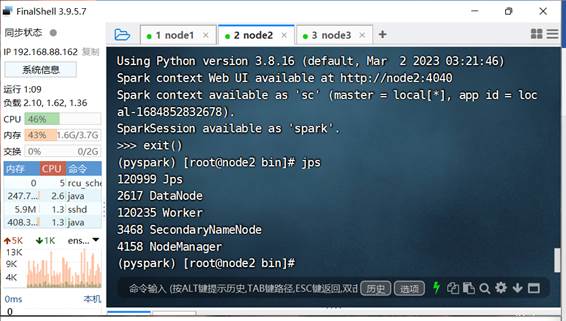 FinalShell 3.9.5.7
同步状态
IP 192.168.88.162 复制
系统信息
运行 1:09
负载 2.10, 1.62, 1.36
CPU 46%
内存 43% 1.6G/3.7G
交换 0% 0/2G
内存 CPU 命令
0 5 rcu_sche
247.7... 2.6 java
5.9M 1.3 sshd
408.3... 1.3 java
5K 1K ens...
13K
9K
4K
0ms 本机
0
1 node1
2 node2
3 node3
Using Python version 3.8.16 (default, Mar  2 2023 03:21:46)
Spark context Web UI available at http://node2:4040
Spark context available as 'sc' (master = local[*], app id = loc
al-1684852832678).
SparkSession available as 'spark'.
>>> exit()
(pyspark) [root@node2 bin]# jps
120999 Jps
2617 DataNode
120235 Worker
3468 SecondaryNameNode
4158 NodeManager
(pyspark) [root@node2 bin]#
命令输入 (按ALT键提示历史,TAB键路径,ESC键返回,双击 历史 选项